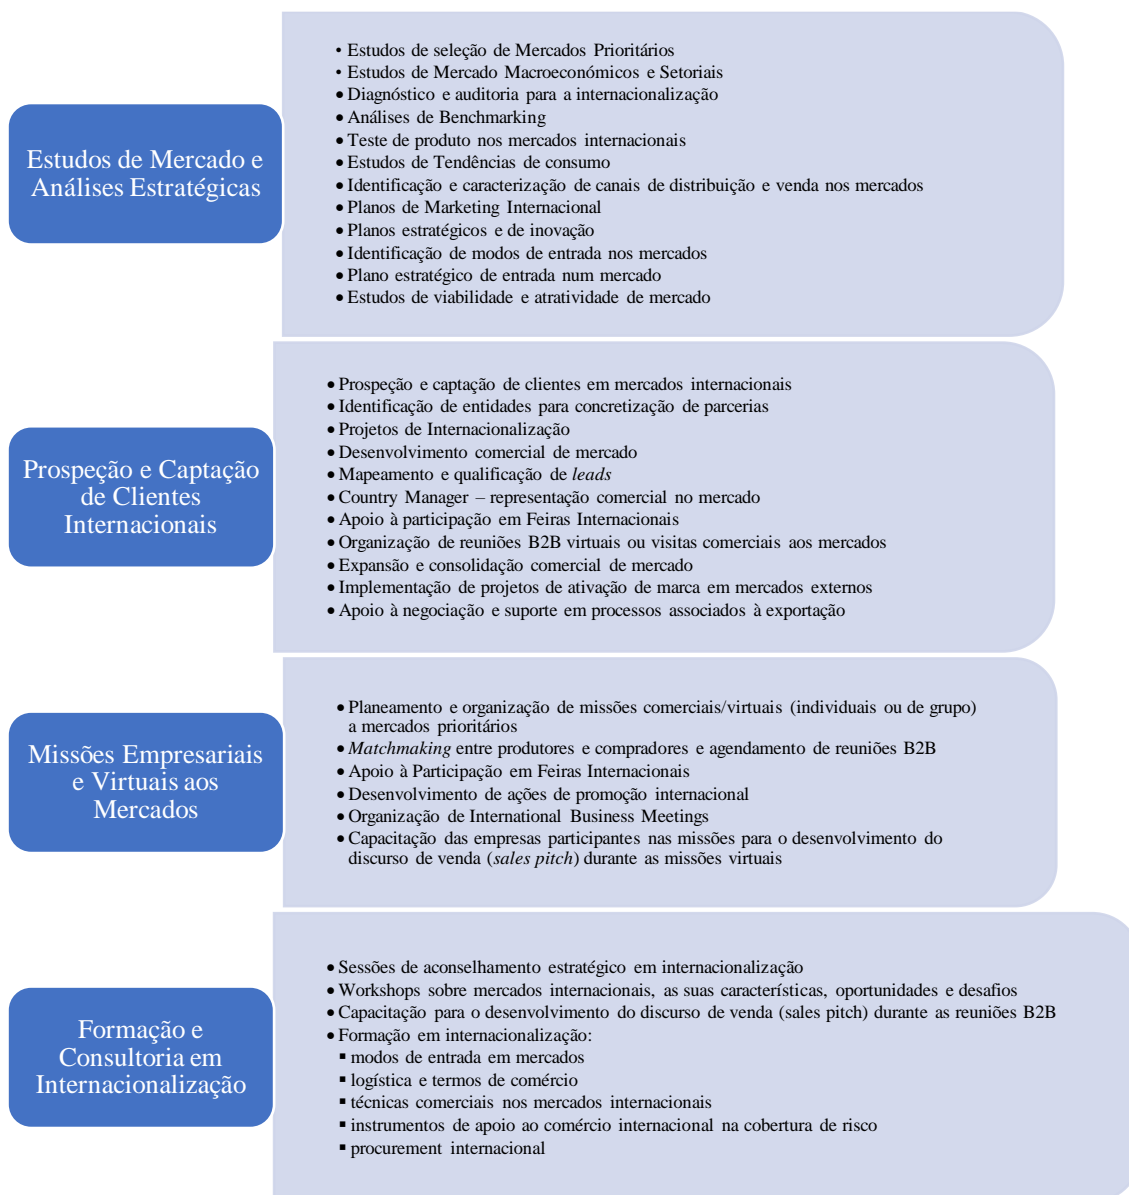 Estudos de Mercado e
Análises Estratégicas
• Estudos de seleção de Mercados Prioritários
• Estudos de Mercado Macroeconómicos e Setoriais
• Diagnóstico e auditoria para a internacionalização
• Análises de Benchmarking
• Teste de produto nos mercados internacionais
• Estudos de Tendências de consumo
• Identificação e caracterização de canais de distribuição e venda nos mercados
• Planos de Marketing Internacional
• Planos estratégicos e de inovação
• Identificação de modos de entrada nos mercados
• Plano estratégico de entrada num mercado
• Estudos de viabilidade e atratividade de mercado
Prospeção e Captação
de Clientes
Internacionais
• Prospeção e captação de clientes em mercados internacionais
• Identificação de entidades para concretização de parcerias
• Projetos de Internacionalização
• Desenvolvimento comercial de mercado
• Mapeamento e qualificação de leads
• Country Manager – representação comercial no mercado
• Apoio à participação em Feiras Internacionais
• Organização de reuniões B2B virtuais ou visitas comerciais aos mercados
• Expansão e consolidação comercial de mercado
• Implementação de projetos de ativação de marca em mercados externos
• Apoio à negociação e suporte em processos associados à exportação
Missões Empresariais
e Virtuais aos
Mercados
• Planeamento e organização de missões comerciais/virtuais (individuais ou de grupo)
a mercados prioritários
• Matchmaking entre produtores e compradores e agendamento de reuniões B2B
• Apoio à Participação em Feiras Internacionais
• Desenvolvimento de ações de promoção internacional
• Organização de International Business Meetings
• Capacitação das empresas participantes nas missões para o desenvolvimento do
discurso de venda (sales pitch) durante as missões virtuais
Formação e
Consultoria em
Internacionalização
• Sessões de aconselhamento estratégico em internacionalização
• Workshops sobre mercados internacionais, as suas características, oportunidades e desafios
• Capacitação para o desenvolvimento do discurso de venda (sales pitch) durante as reuniões B2B
• Formação em internacionalização:
▪ modos de entrada em mercados
▪ logística e termos de comércio
▪ técnicas comerciais nos mercados internacionais
▪ instrumentos de apoio ao comércio internacional na cobertura de risco
▪ procurement internacional